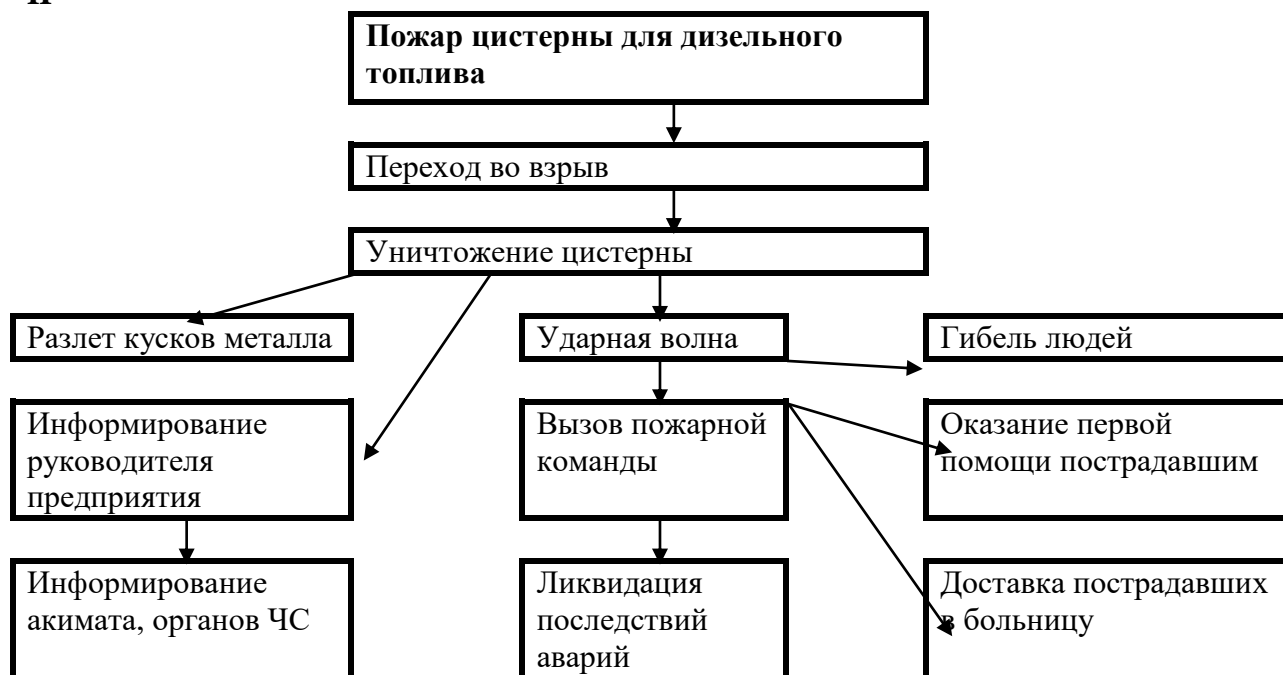 Пожар цистерны для дизельного
топлива
Переход во взрыв
Уничтожение цистерны
Разлет кусков металла
Ударная волна
Гибель людей
Информирование
руководителя
предприятия
Вызов пожарной
команды
Оказание первой
помощи пострадавшим
Информирование
акимата, органов ЧС
Ликвидация
последствий
аварий
Доставка пострадавших
в больницу